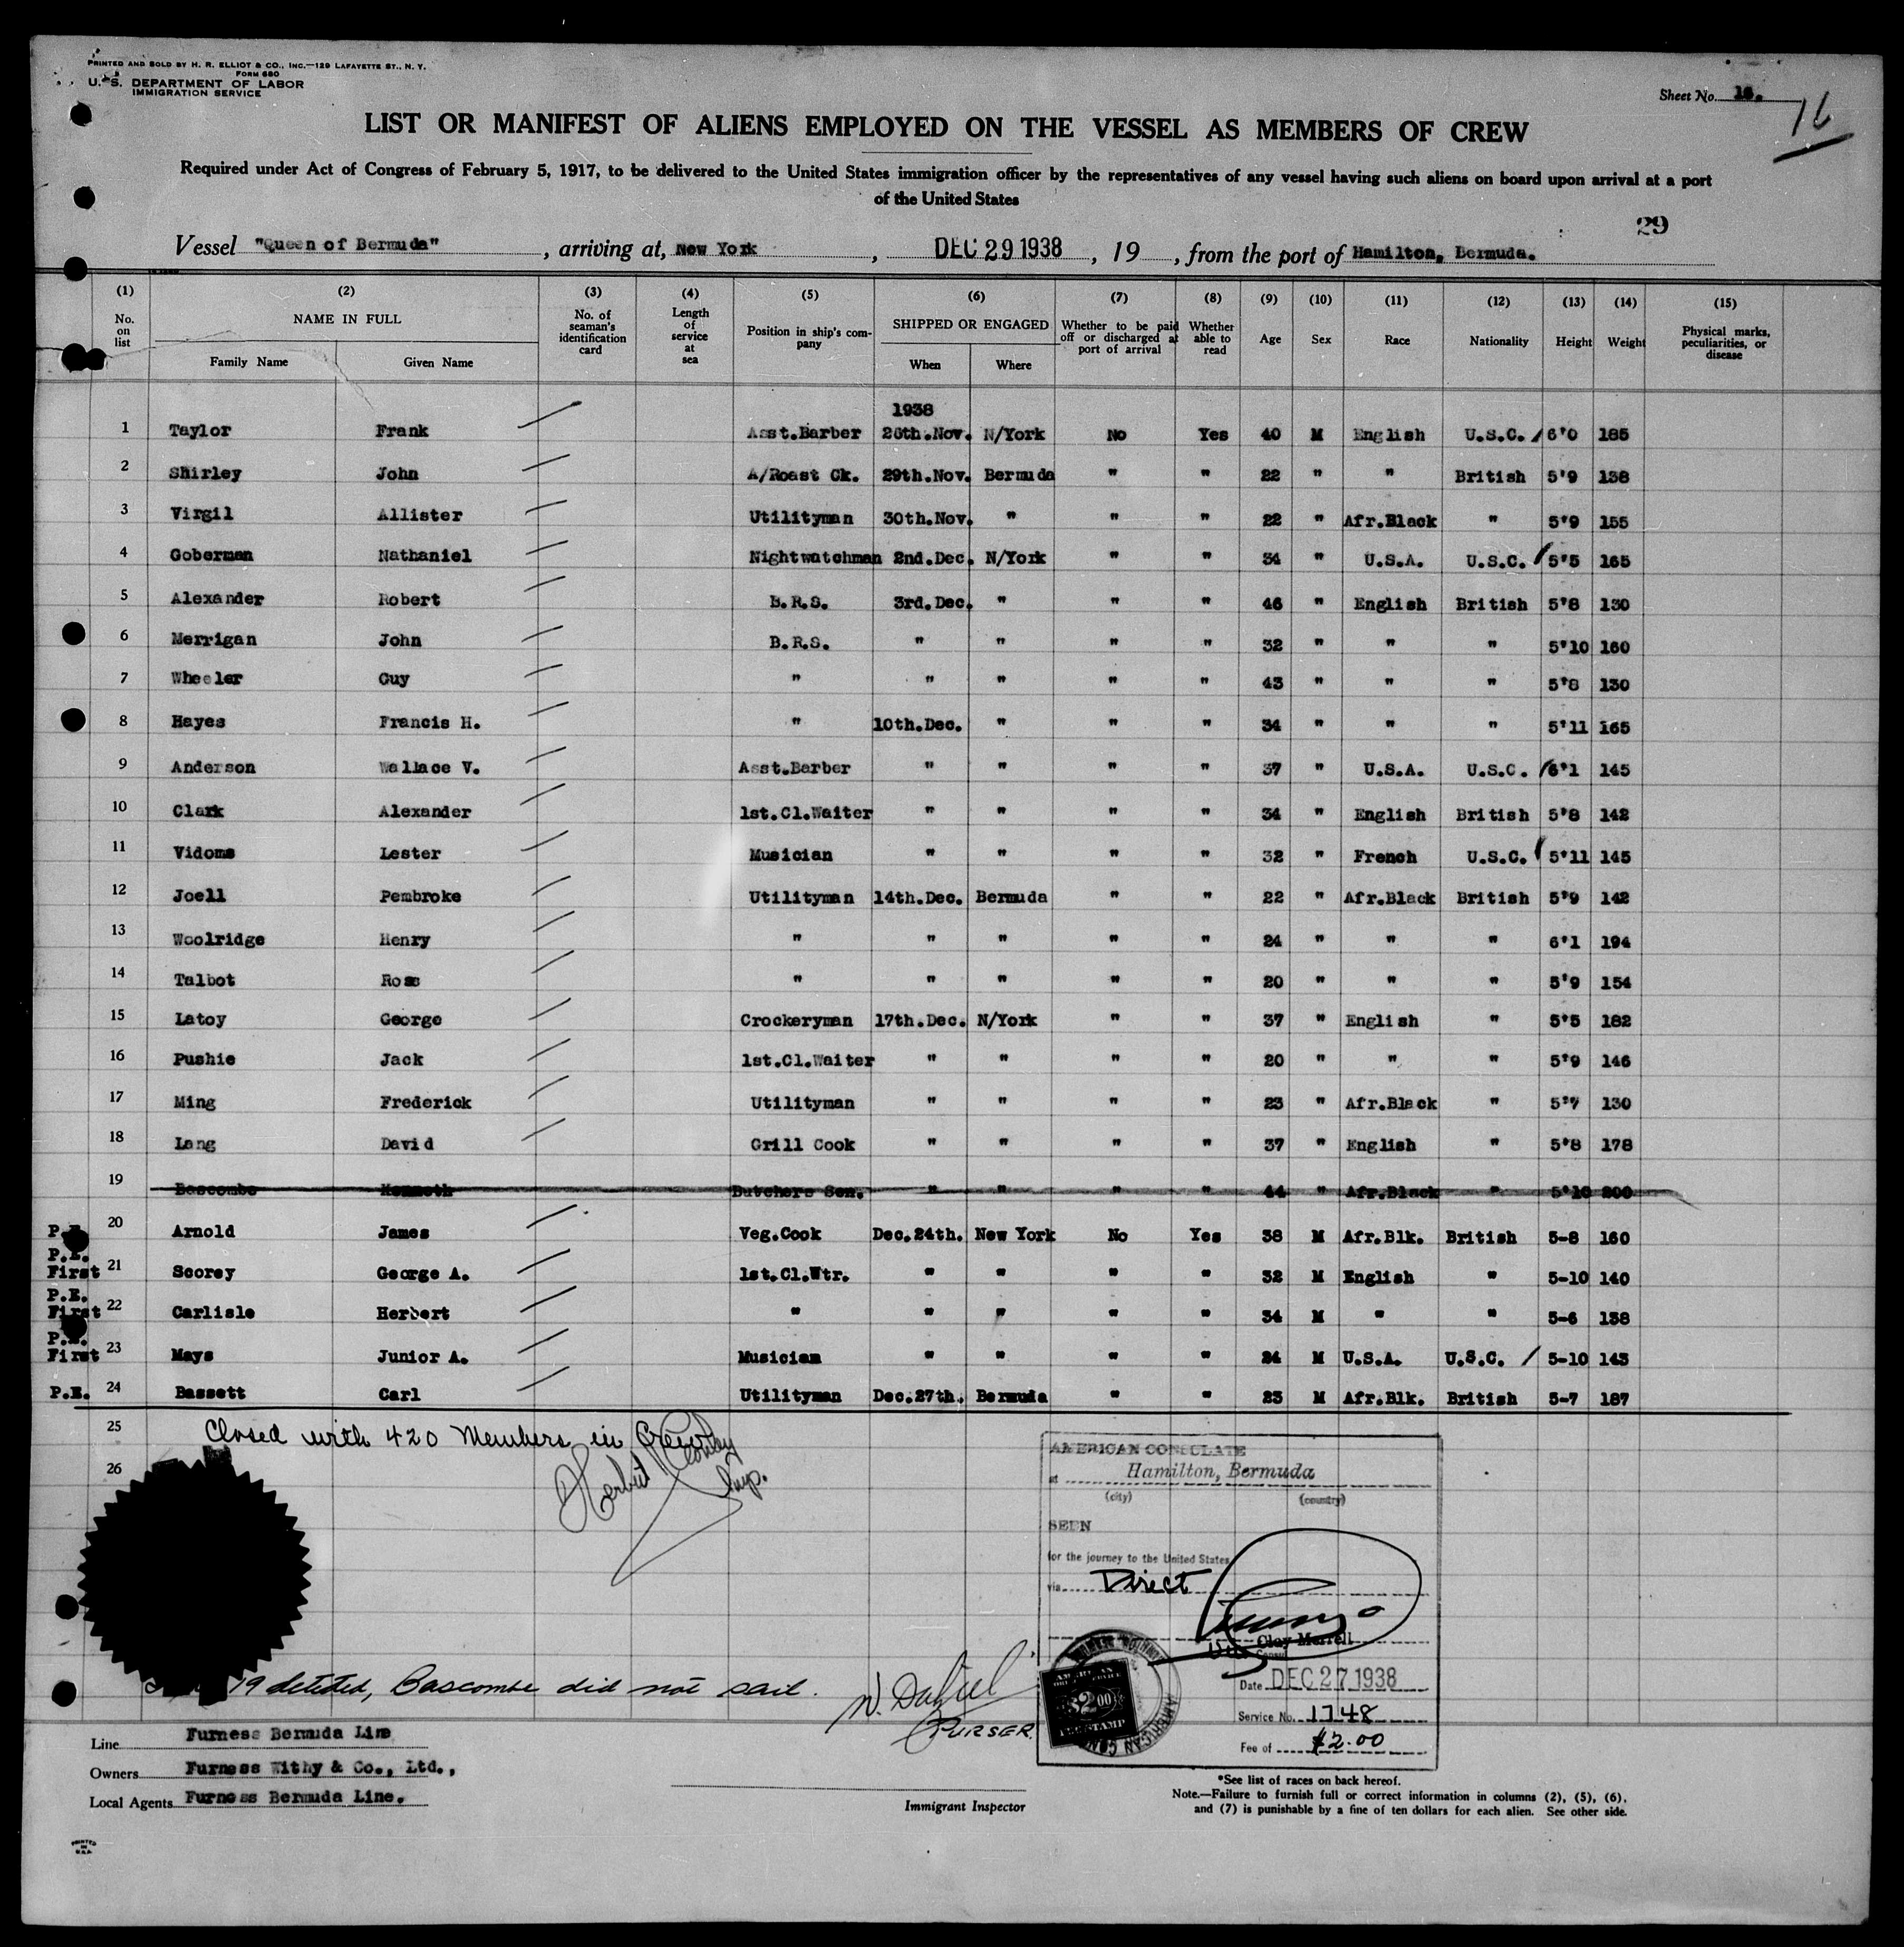 PRINTED AND SOLD BY H. R. ELLIOT & CO., INC.—129 LAFAYETTE ST., N. Y.
FORM 680
U. S. DEPARTMENT OF LABOR
IMMIGRATION SERVICE
Sheet No. 16.
LIST OR MANIFEST OF ALIENS EMPLOYED ON THE VESSEL AS MEMBERS OF CREW
Required under Act of Congress of February 5, 1917, to be delivered to the United States immigration officer by the representatives of any vessel having such aliens on board upon arrival at a port
of the United States
29
Vessel "Queen of Bermuda" , arriving at, New York , DEC 29 1938 , 19 , from the port of Hamilton, Bermuda.
(1) (2) (3) (4) (5) (6) (7) (8) (9) (10) (11) (12) (13) (14) (15)
No. on list NAME IN FULL Family Name Given Name No. of seaman's identification card Length of service at sea Position in ship's company SHIPPED OR ENGAGED When Where Whether to be paid off or discharged at port of arrival Whether able to read Age Sex Race Nationality Height Weight Physical marks, peculiarities, or disease
1938
1 Taylor Frank Asst.Barber 26th.Nov. N/York No Yes 40 M English U.S.C. 6'0 185
2 Shirley John A/Roast Ck. 29th.Nov. Bermuda " " 22 " " British 5'9 138
3 Virgil Allister Utilityman 30th.Nov. " " " 22 " Afr.Black " 5'9 155
4 Goberman Nathaniel Nightwatchman 2nd.Dec. N/York " " 34 " U.S.A. U.S.C. 5'5 165
5 Alexander Robert B.R.S. 3rd.Dec. " " " 46 " English British 5'8 130
6 Merrigan John B.R.S. " " " " 32 " " " 5'10 160
7 Wheeler Guy " " " " " 43 " " " 5'8 130
8 Hayes Francis H. " 10th.Dec. " " " 34 " " " 5'11 165
9 Anderson Wallace V. Asst.Barber " " " " 37 " U.S.A. U.S.C. 6'1 145
10 Clark Alexander 1st.Cl.Waiter " " " " 34 " English British 5'8 142
11 Vidoms Lester Musician " " " " 32 " French U.S.C. 5'11 145
12 Joell Pembroke Utilityman 14th.Dec. Bermuda " " 22 " Afr.Black British 5'9 142
13 Woolridge Henry " " " " " 24 " " " 6'1 194
14 Talbot Ross " " " " " 20 " " " 5'9 154
15 Latoy George Crockeryman 17th.Dec. N/York " " 37 " English " 5'5 182
16 Pushie Jack 1st.Cl.Waiter " " " " 20 " " " 5'9 146
17 Ming Frederick Utilityman " " " " 23 " Afr.Black " 5'7 130
18 Lang David Grill Cook " " " " 37 " English " 5'8 178
19 Bascombe Kenneth Butchers Scn. " " " " 44 " Afr.Black " 5'10 200
P.E. 20 Arnold James Veg.Cook Dec.24th. New York No Yes 38 M Afr.Blk. British 5-8 160
P.E. First 21 Scorey George A. 1st.Cl.Wtr. " " " " 32 M English " 5-10 140
P.E. First 22 Carlisle Herbert " " " " " 34 M " " 5-6 138
P.E. First 23 Mays Junior A. Musician " " " " 24 M U.S.A. U.S.C. 5-10 143
P.E. 24 Bassett Carl Utilityman Dec.27th. Bermuda " " 23 M Afr.Blk. British 5-7 187
25 Closed with 420 Members in Crew
26
Herbert Insp.
AMERICAN CONSULATE
at Hamilton, Bermuda
(city) (country)
SEEN
for the journey to the United States
via Direct
Clay Merrell
Consul
Date DEC 27 1938
Service No. 1748
Fee of $2.00
19 deleted, Bascombe did not sail.
PURSER.
Line Furness Bermuda Line
Owners Furness Withy & Co., Ltd.,
Local Agents Furness Bermuda Line.
Immigrant Inspector
*See list of races on back hereof.
Note.—Failure to furnish full or correct information in columns (2), (5), (6),
and (7) is punishable by a fine of ten dollars for each alien. See other side.
PRINTED
IN
U.S.A.